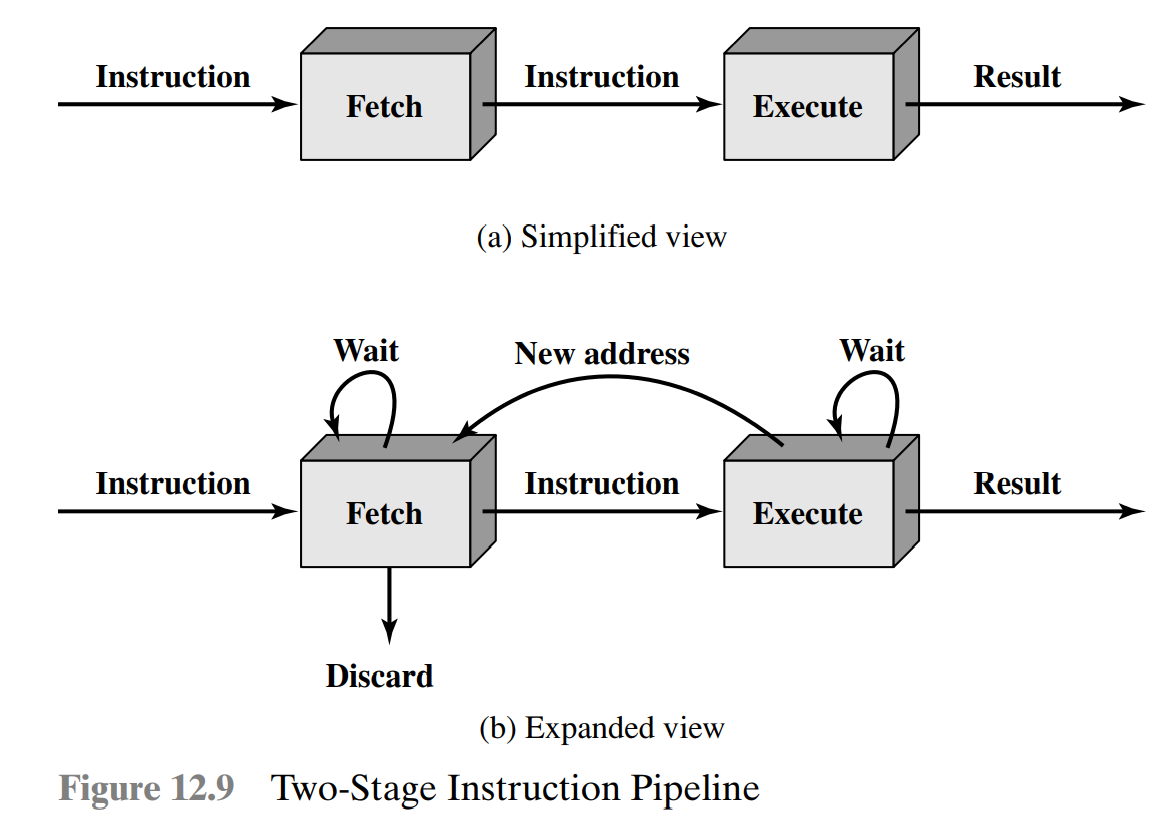 Instruction Instruction Result
Fetch Execute
(a) Simplified view
Wait New address Wait
Instruction Instruction Result
Fetch Execute
Discard
(b) Expanded view
Figure 12.9 Two-Stage Instruction Pipeline